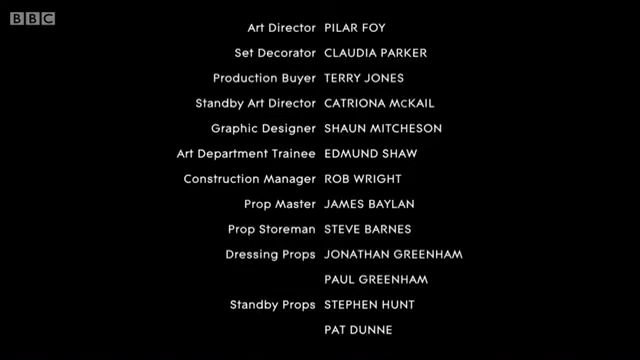 BBC
Art Director PILAR FOY
Set Decorator CLAUDIA PARKER
Production Buyer TERRY JONES
Standby Art Director CATRIONA McKAIL
Graphic Designer SHAUN MITCHESON
Art Department Trainee EDMUND SHAW
Construction Manager ROB WRIGHT
Prop Master JAMES BAYLAN
Prop Storeman STEVE BARNES
Dressing Props JONATHAN GREENHAM
PAUL GREENHAM
Standby Props STEPHEN HUNT
PAT DUNNE